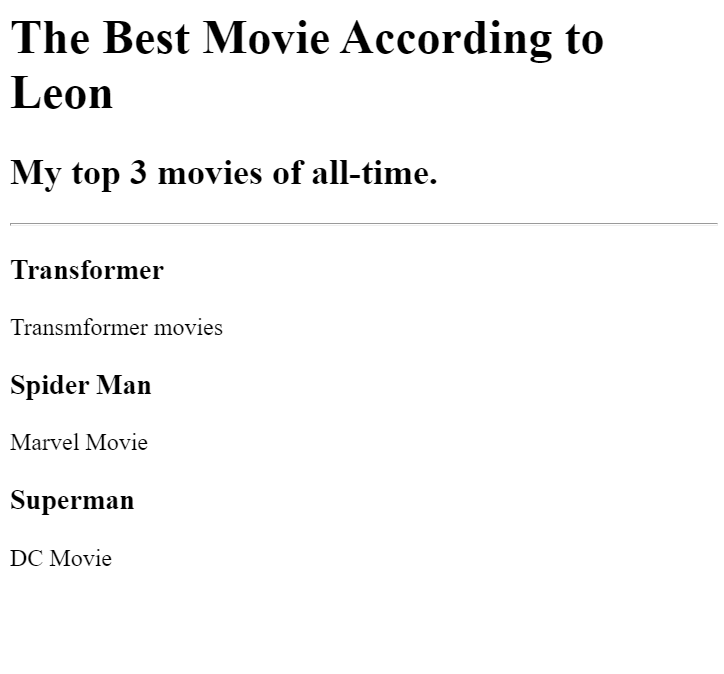 The Best Movie According to
Leon
My top 3 movies of all-time.
Transformer
Transmformer movies
Spider Man
Marvel Movie
Superman
DC Movie